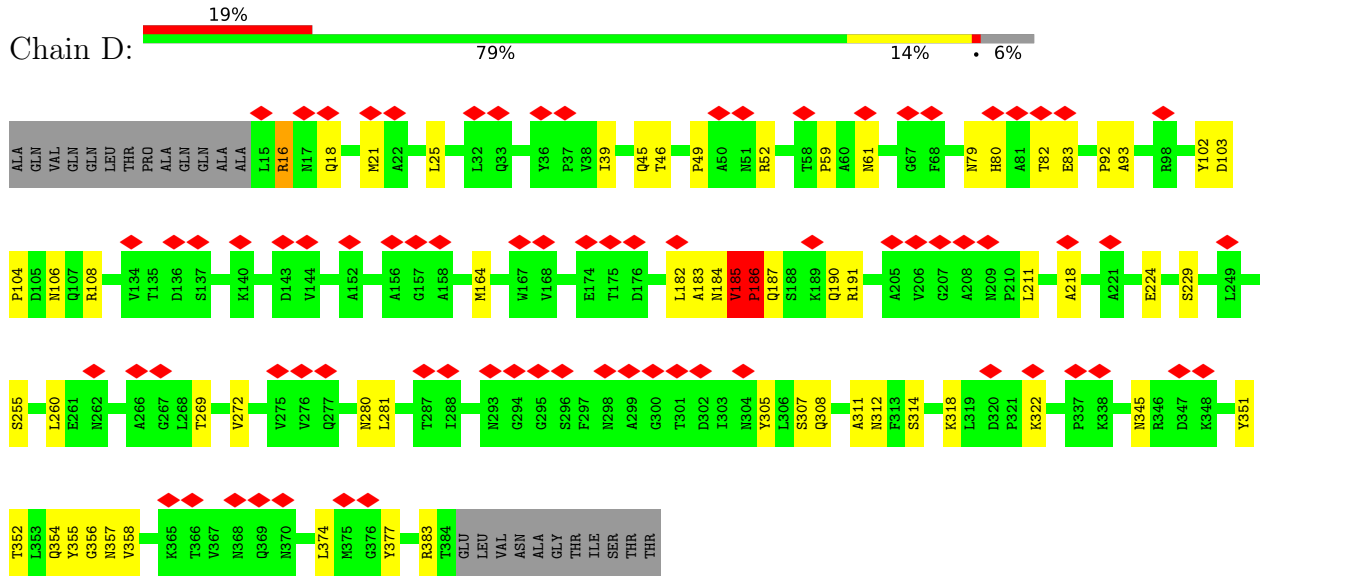 19%
Chain D:
79% 14% • 6%
ALA GLN VAL GLN GLN LEU THR PRO ALA GLN GLN ALA ALA L15 R16 N17 Q18 M21 A22 L25 L32 Q33 Y36 P37 V38 I39 Q45 T46 P49 A50 N51 R52 T58 P59 A60 N61 G67 F68 N79 H80 A81 T82 E83 P92 A93 R98 Y102 D103
P104 D105 N106 Q107 R108 V134 T135 D136 S137 K140 D143 V144 A152 A156 G157 A158 M164 W167 V168 E174 T175 D176 L182 A183 N184 V185 P186 Q187 S188 K189 Q190 R191 A205 V206 G207 A208 N209 P210 L211 A218 A221 E224 S229 L249
S255 L260 E261 N262 A266 G267 L268 T269 V272 V275 V276 Q277 N280 L281 T287 I288 N293 G294 G295 S296 F297 N298 A299 G300 T301 D302 I303 N304 Y305 L306 S307 Q308 A311 N312 F313 S314 K318 L319 D320 P321 K322 P337 K338 N345 R346 D347 K348 Y351
T352 L353 Q354 Y355 G356 N357 V358 K365 T366 V367 N368 Q369 N370 L374 M375 G376 Y377 R383 T384 GLU LEU VAL ASN ALA GLY THR ILE SER THR THR